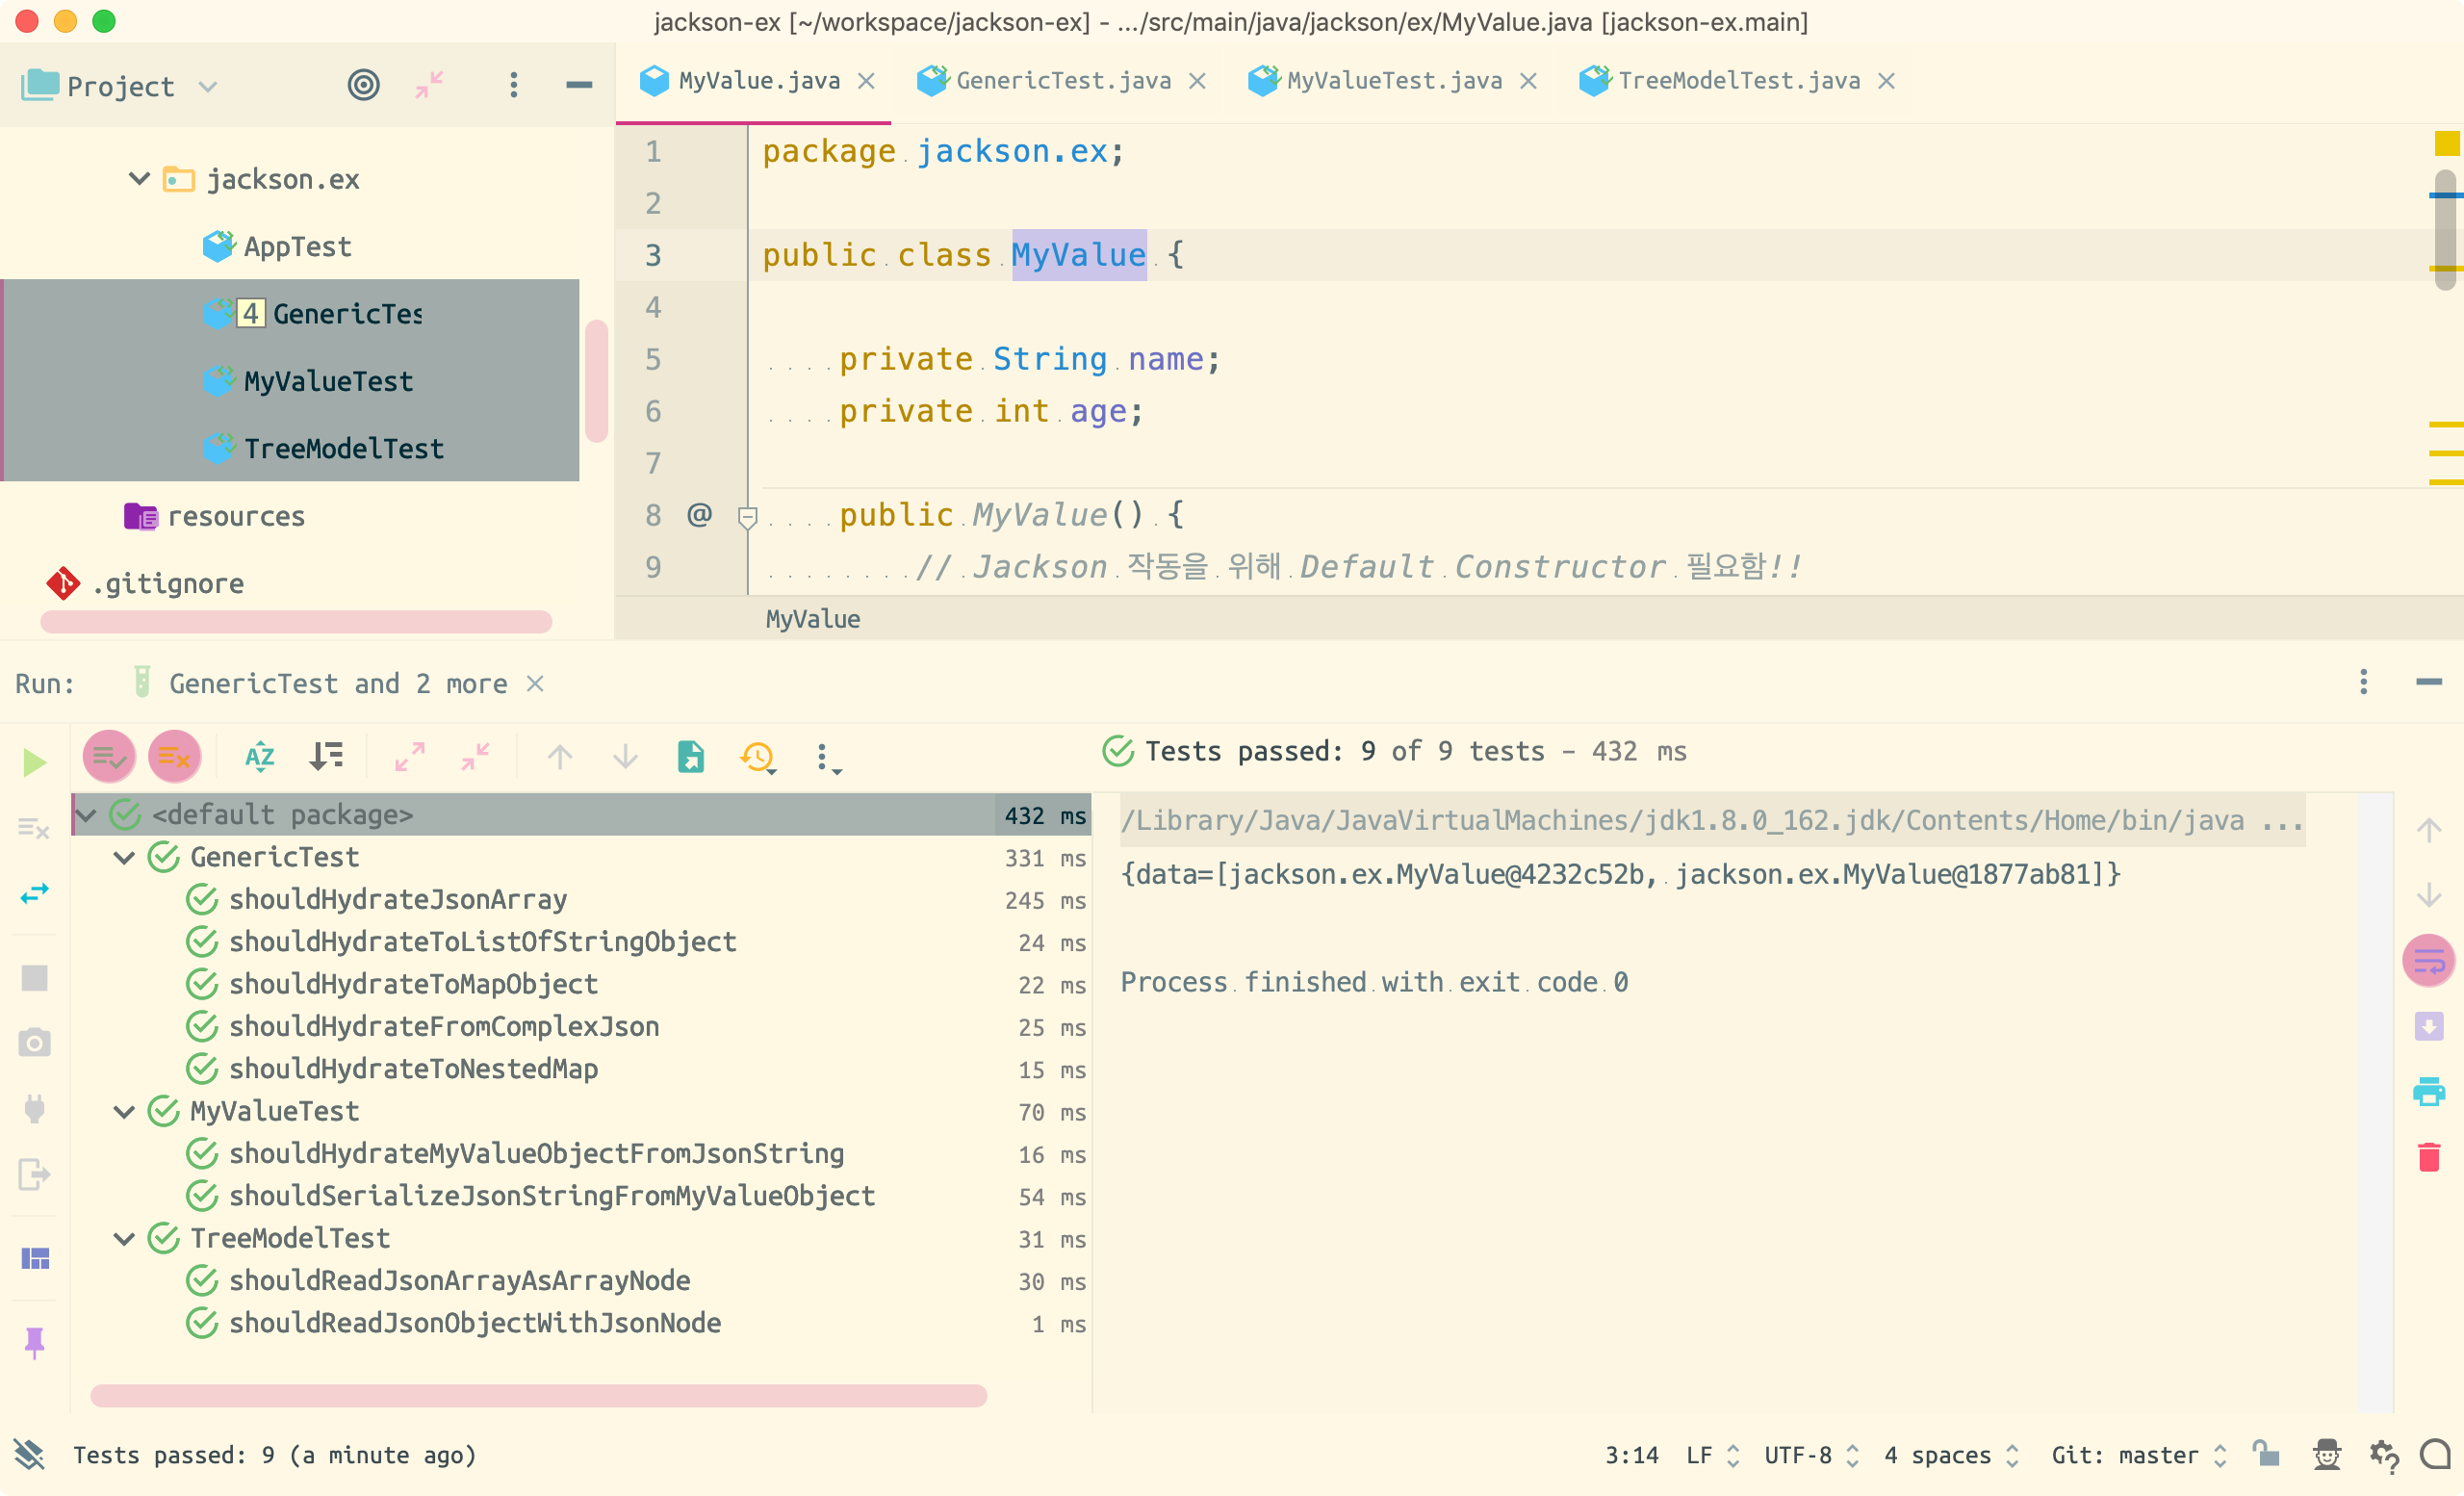 jackson-ex [~/workspace/jackson-ex] - .../src/main/java/jackson/ex/MyValue.java [jackson-ex.main]
Project
jackson.ex
AppTest
4 GenericTes
MyValueTest
TreeModelTest
resources
.gitignore
MyValue.java GenericTest.java MyValueTest.java TreeModelTest.java
1 package jackson.ex;
2
3 public class MyValue {
4
5 private String name;
6 private int age;
7
8 @ public MyValue() {
9 // Jackson 작동을 위해 Default Constructor 필요함!!
MyValue
Run: GenericTest and 2 more
Tests passed: 9 of 9 tests – 432 ms
<default package> 432 ms
GenericTest 331 ms
shouldHydrateJsonArray 245 ms
shouldHydrateToListOfStringObject 24 ms
shouldHydrateToMapObject 22 ms
shouldHydrateFromComplexJson 25 ms
shouldHydrateToNestedMap 15 ms
MyValueTest 70 ms
shouldHydrateMyValueObjectFromJsonString 16 ms
shouldSerializeJsonStringFromMyValueObject 54 ms
TreeModelTest 31 ms
shouldReadJsonArrayAsArrayNode 30 ms
shouldReadJsonObjectWithJsonNode 1 ms
/Library/Java/JavaVirtualMachines/jdk1.8.0_162.jdk/Contents/Home/bin/java ...
{data=[jackson.ex.MyValue@4232c52b, jackson.ex.MyValue@1877ab81]}
Process finished with exit code 0
Tests passed: 9 (a minute ago)
3:14 LF UTF-8 4 spaces Git: master